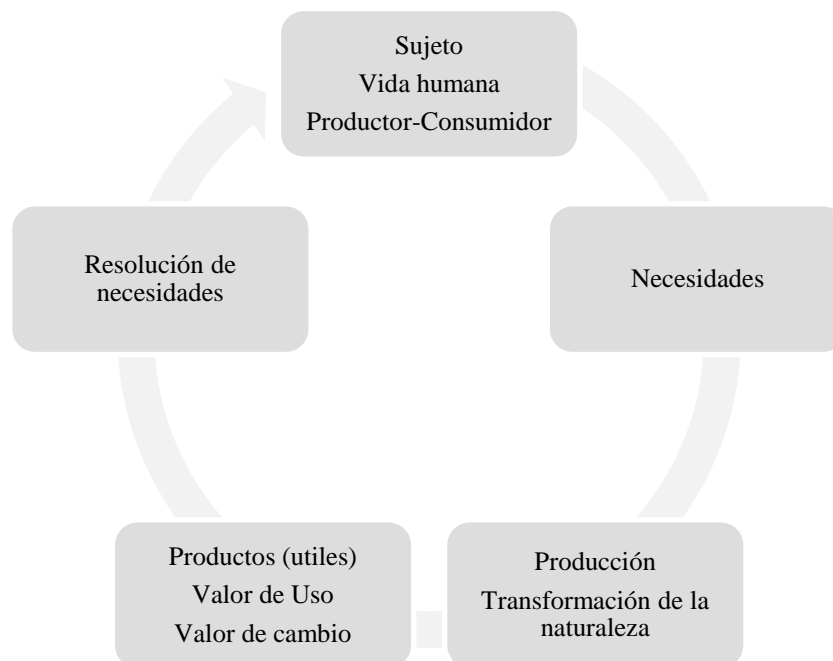 Sujeto
Vida humana
Productor-Consumidor
Necesidades
Producción
Transformación de la
naturaleza
Productos (utiles)
Valor de Uso
Valor de cambio
Resolución de
necesidades